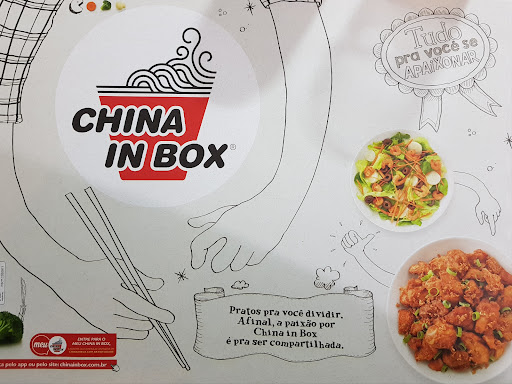 Tudo
pra você se
APAIXONAR
CHINA
IN BOX®
Pratos pra você dividir.
Afinal, a paixão por
China in Box
é pra ser compartilhada.
meu
ENTRE PARA O
MEU CHINA IN BOX,
ça pelo app ou pelo site: chinainbox.com.br